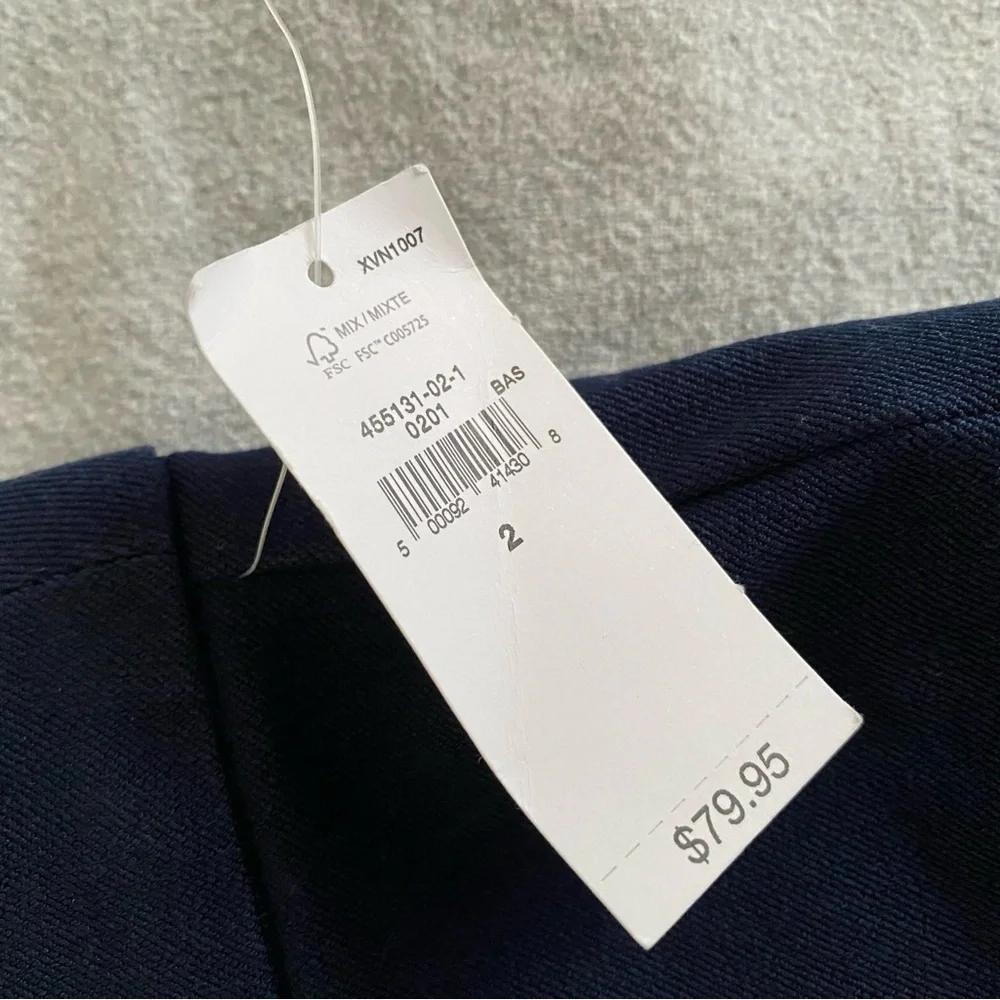 XVN1007
MIX / MIXTE
FSC FSC™ C005725
455131-02-1
0201 BAS
5 00092 41430 8
2
$79.95